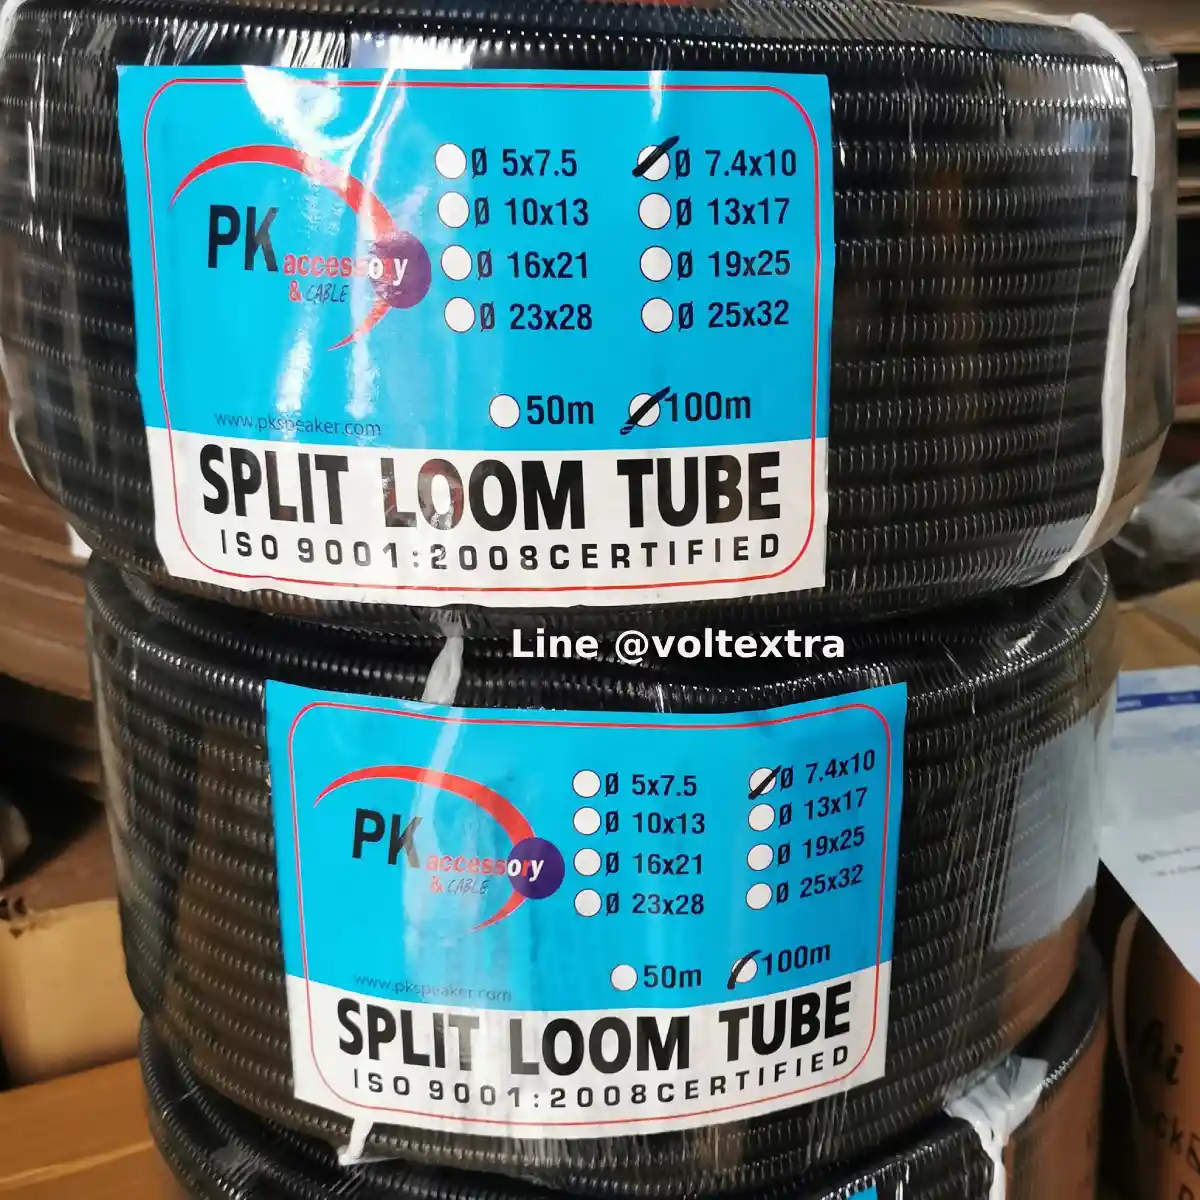 Ø 5x7.5 Ø 7.4x10
Ø 10x13 Ø 13x17
Ø 16x21 Ø 19x25
Ø 23x28 Ø 25x32
PK
accessory
& CABLE
50m 100m
www.pkspeaker.com
SPLIT LOOM TUBE
ISO 9001:2008CERTIFIED
Line @voltextra
Ø 5x7.5 Ø 7.4x10
Ø 10x13 Ø 13x17
Ø 16x21 Ø 19x25
Ø 23x28 Ø 25x32
PK
accessory
& CABLE
50m 100m
www.pkspeaker.com
SPLIT LOOM TUBE
ISO 9001:2008CERTIFIED